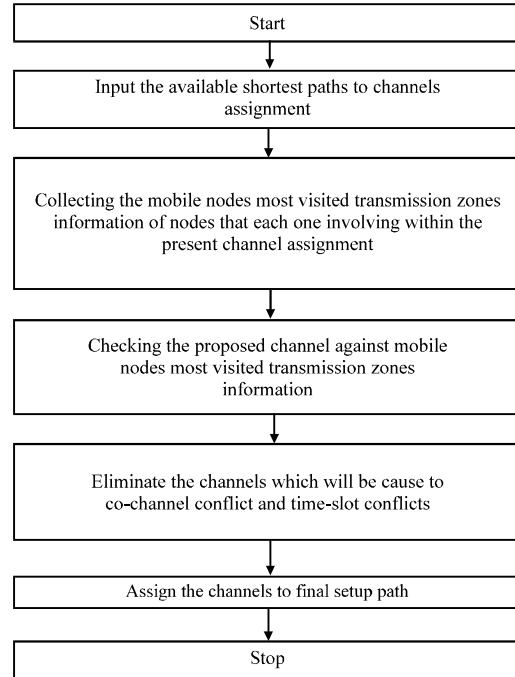 Start
Input the available shortest paths to channels
assignment
Collecting the mobile nodes most visited transmission zones
information of nodes that each one involving within the
present channel assignment
Checking the proposed channel against mobile
nodes most visited transmission zones
information
Eliminate the channels which will be cause to
co-channel conflict and time-slot conflicts
Assign the channels to final setup path
Stop